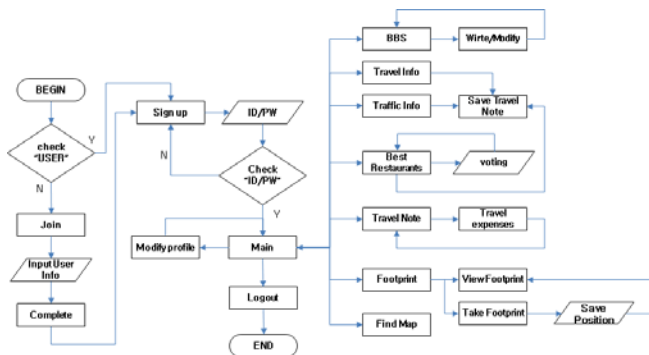 BEGIN
check
"USER"
Y
N
Join
Input User
Info
Complete
Sign up
ID/PW
N
Check
"ID/PW"
Y
Modify profile
Main
Logout
END
BBS
Wirte/Modify
Travel Info
Traffic Info
Save Travel
Note
Best
Restaurants
voting
Travel Note
Travel
expenses
Footprint
View Footprint
Take Footprint
Save
Position
Find Map